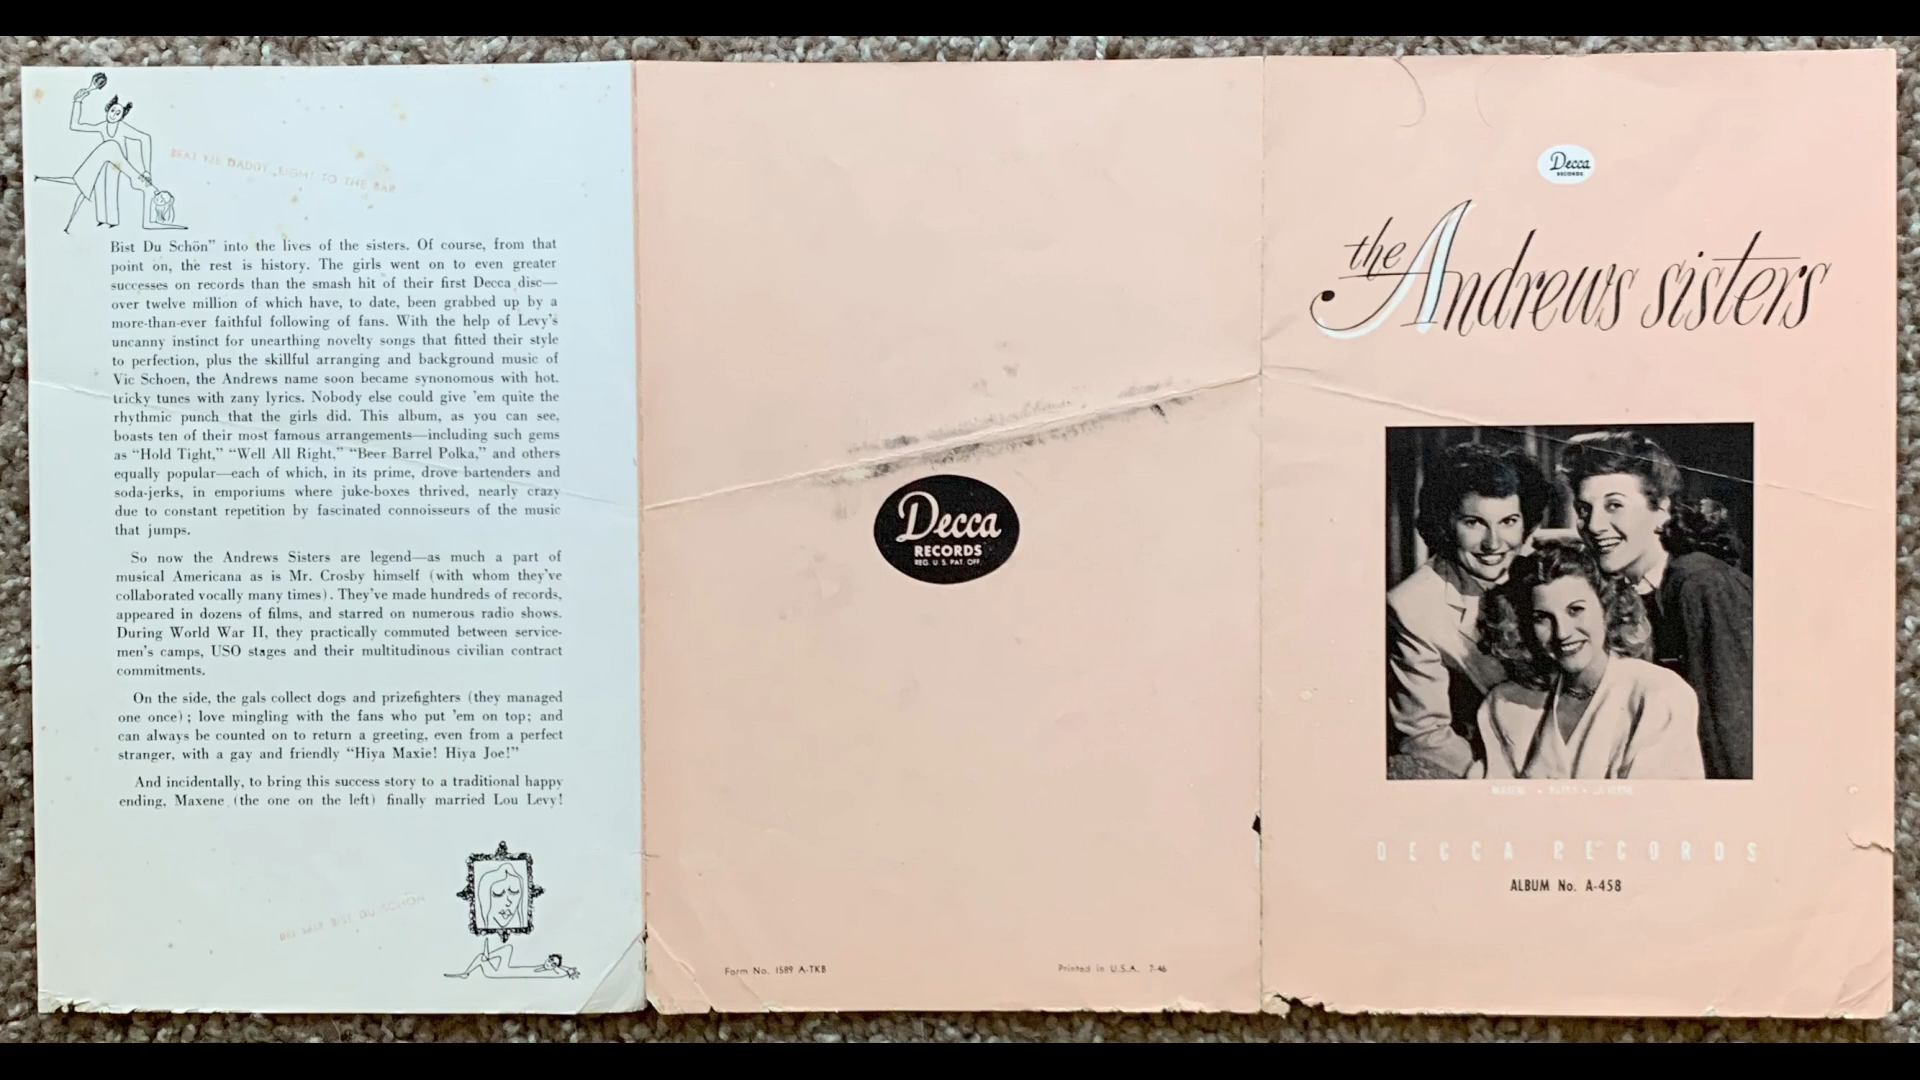 BEAT ME DADDY, EIGHT TO THE BAR
Bist Du Schön” into the lives of the sisters. Of course, from that
point on, the rest is history. The girls went on to even greater
successes on records than the smash hit of their first Decca disc—
over twelve million of which have, to date, been grabbed up by a
more-than-ever faithful following of fans. With the help of Levy's
uncanny instinct for unearthing novelty songs that fitted their style
to perfection, plus the skillful arranging and background music of
Vic Schoen, the Andrews name soon became synonomous with hot,
tricky tunes with zany lyrics. Nobody else could give 'em quite the
rhythmic punch that the girls did. This album, as you can see,
boasts ten of their most famous arrangements—including such gems
as “Hold Tight,” “Well All Right,” “Beer Barrel Polka,” and others
equally popular—each of which, in its prime, drove bartenders and
soda-jerks, in emporiums where juke-boxes thrived, nearly crazy
due to constant repetition by fascinated connoisseurs of the music
that jumps.
So now the Andrews Sisters are legend—as much a part of
musical Americana as is Mr. Crosby himself (with whom they've
collaborated vocally many times). They've made hundreds of records,
appeared in dozens of films, and starred on numerous radio shows.
During World War II, they practically commuted between service-
men's camps, USO stages and their multitudinous civilian contract
commitments.
On the side, the gals collect dogs and prizefighters (they managed
one once); love mingling with the fans who put 'em on top; and
can always be counted on to return a greeting, even from a perfect
stranger, with a gay and friendly “Hiya Maxie! Hiya Joe!”
And incidentally, to bring this success story to a traditional happy
ending, Maxene (the one on the left) finally married Lou Levy!
BEI MIR BIST DU SCHON
Decca
RECORDS
REG. U. S. PAT. OFF.
Form No. 1589 A-TKB
Printed in U.S.A. 7-46
Decca
RECORDS
the Andrews sisters
MAXENE • PATTY • LAVERNE
DECCA RECORDS
ALBUM No. A-458